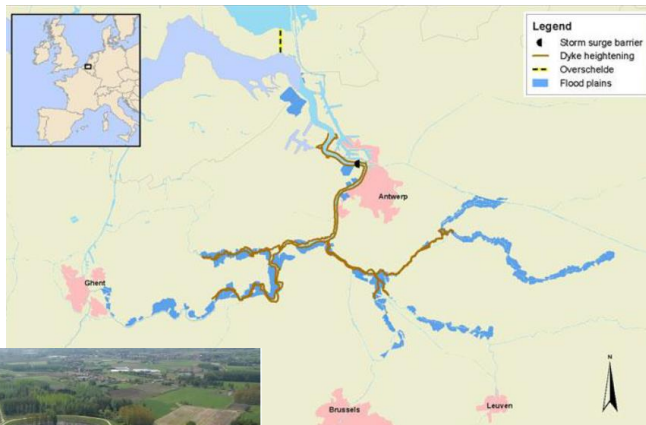 Legend
Storm surge barrier
Dyke heightening
Overschelde
Flood plains
Antwerp
Ghent
N
Brussels
Leuven